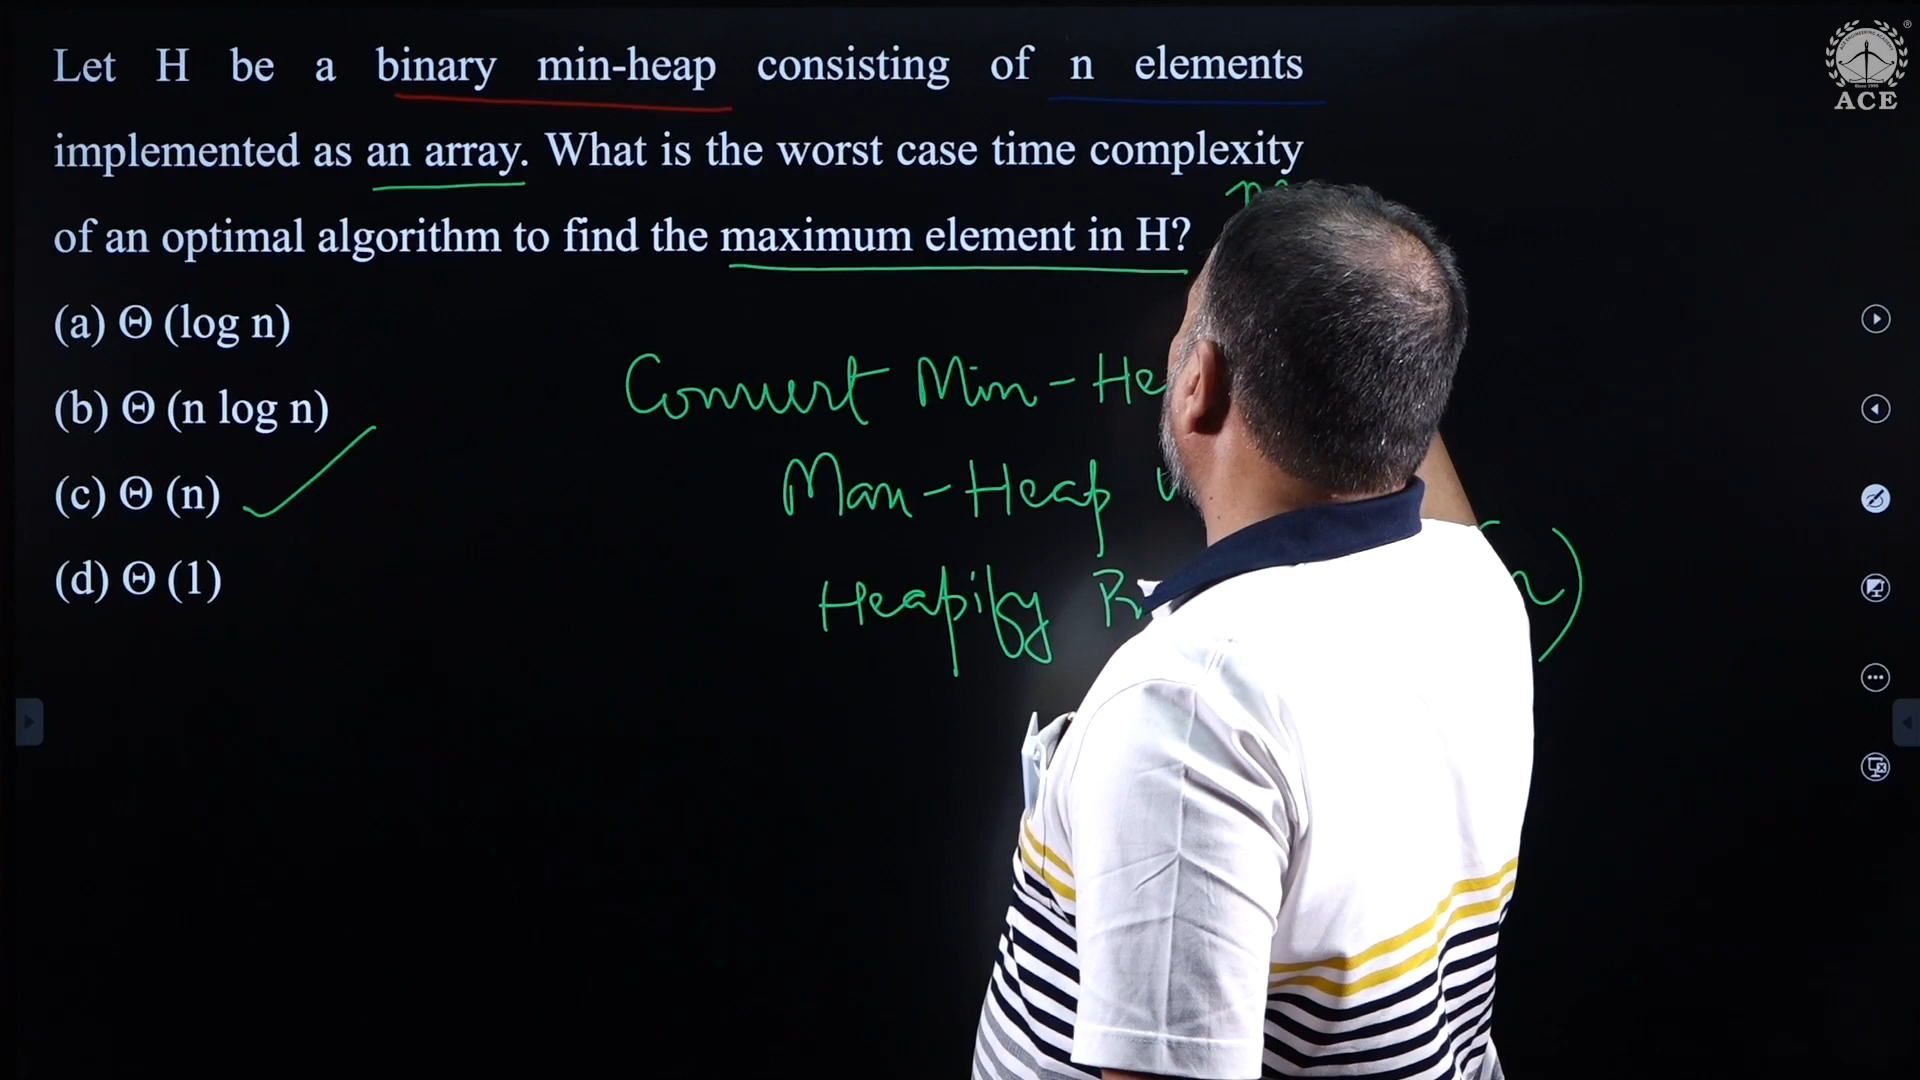 Let H be a binary min-heap consisting of n elements
implemented as an array. What is the worst case time complexity
of an optimal algorithm to find the maximum element in H?
(a) Θ (log n)
(b) Θ (n log n)
(c) Θ (n)
(d) Θ (1)
Convert Min-He
Max-Heap
Heapify
ACE